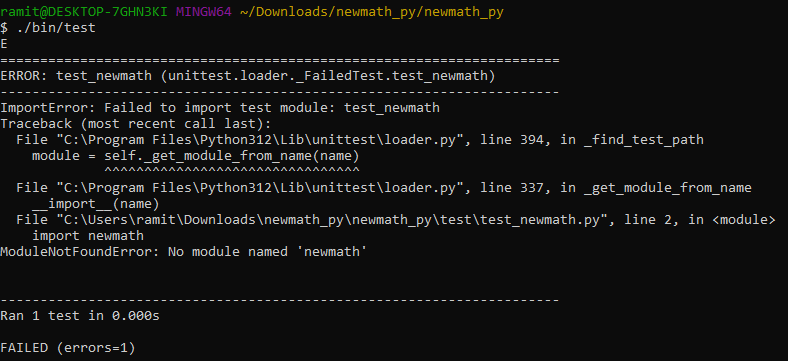 ramit@DESKTOP-7GHN3KI MINGW64 ~/Downloads/newmath_py/newmath_py
$ ./bin/test
E
======================================================================
ERROR: test_newmath (unittest.loader._FailedTest.test_newmath)
----------------------------------------------------------------------
ImportError: Failed to import test module: test_newmath
Traceback (most recent call last):
  File "C:\Program Files\Python312\Lib\unittest\loader.py", line 394, in _find_test_path
    module = self._get_module_from_name(name)
             ^^^^^^^^^^^^^^^^^^^^^^^^^^^^^^^^
  File "C:\Program Files\Python312\Lib\unittest\loader.py", line 337, in _get_module_from_name
    __import__(name)
  File "C:\Users\ramit\Downloads\newmath_py\newmath_py\test\test_newmath.py", line 2, in <module>
    import newmath
ModuleNotFoundError: No module named 'newmath'
----------------------------------------------------------------------
Ran 1 test in 0.000s
FAILED (errors=1)